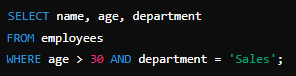 SELECT name, age, department
FROM employees
WHERE age > 30 AND department = 'Sales';